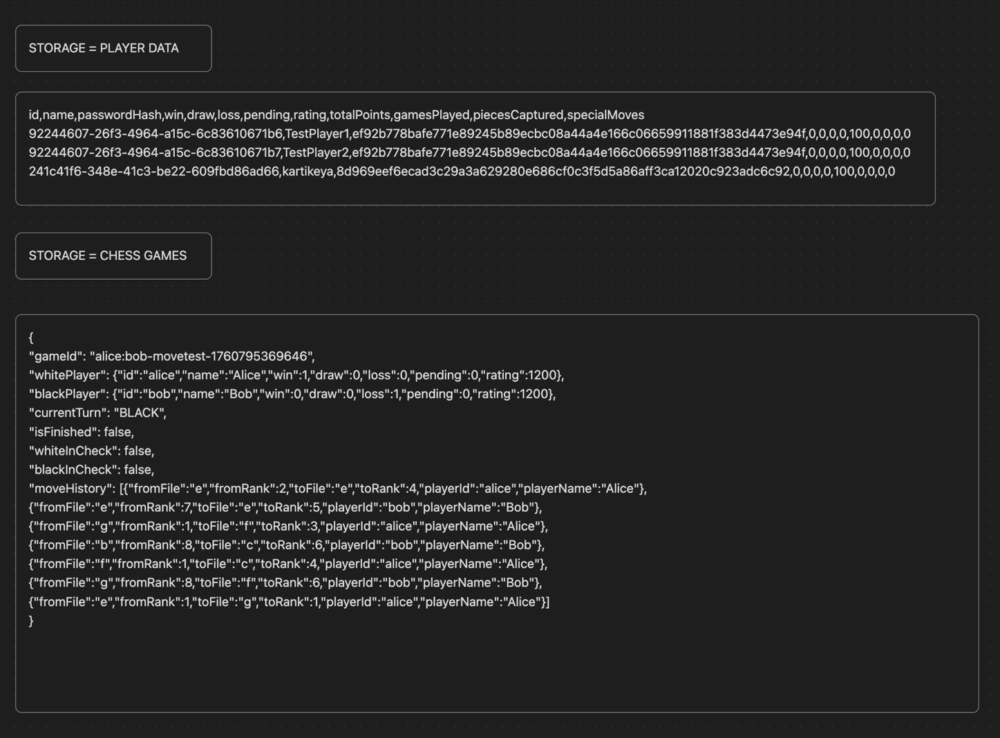 STORAGE = PLAYER DATA
id,name,passwordHash,win,draw,loss,pending,rating,totalPoints,gamesPlayed,piecesCaptured,specialMoves
92244607-26f3-4964-a15c-6c83610671b6,TestPlayer1,ef92b778bafe771e89245b89ecbc08a44a4e166c06659911881f383d4473e94f,0,0,0,0,100,0,0,0,0
92244607-26f3-4964-a15c-6c83610671b7,TestPlayer2,ef92b778bafe771e89245b89ecbc08a44a4e166c06659911881f383d4473e94f,0,0,0,0,100,0,0,0,0
241c41f6-348e-41c3-be22-609fbd86ad66,kartikeya,8d969eef6ecad3c29a3a629280e686cf0c3f5d5a86aff3ca12020c923adc6c92,0,0,0,0,100,0,0,0,0
STORAGE = CHESS GAMES
{
"gameId": "alice:bob-movetest-1760795369646",
"whitePlayer": {"id":"alice","name":"Alice","win":1,"draw":0,"loss":0,"pending":0,"rating":1200},
"blackPlayer": {"id":"bob","name":"Bob","win":0,"draw":0,"loss":1,"pending":0,"rating":1200},
"currentTurn": "BLACK",
"isFinished": false,
"whiteInCheck": false,
"blackInCheck": false,
"moveHistory": [{"fromFile":"e","fromRank":2,"toFile":"e","toRank":4,"playerId":"alice","playerName":"Alice"},
{"fromFile":"e","fromRank":7,"toFile":"e","toRank":5,"playerId":"bob","playerName":"Bob"},
{"fromFile":"g","fromRank":1,"toFile":"f","toRank":3,"playerId":"alice","playerName":"Alice"},
{"fromFile":"b","fromRank":8,"toFile":"c","toRank":6,"playerId":"bob","playerName":"Bob"},
{"fromFile":"f","fromRank":1,"toFile":"c","toRank":4,"playerId":"alice","playerName":"Alice"},
{"fromFile":"g","fromRank":8,"toFile":"f","toRank":6,"playerId":"bob","playerName":"Bob"},
{"fromFile":"e","fromRank":1,"toFile":"g","toRank":1,"playerId":"alice","playerName":"Alice"}]
}